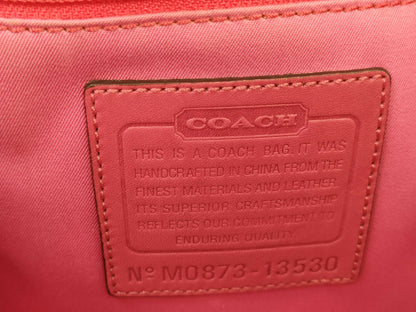 COACH
THIS IS A COACH BAG. IT WAS
HANDCRAFTED IN CHINA FROM THE
FINEST MATERIALS AND LEATHER.
ITS SUPERIOR CRAFTSMANSHIP
REFLECTS OUR COMMITMENT TO
ENDURING QUALITY.
Nº M0873-13530